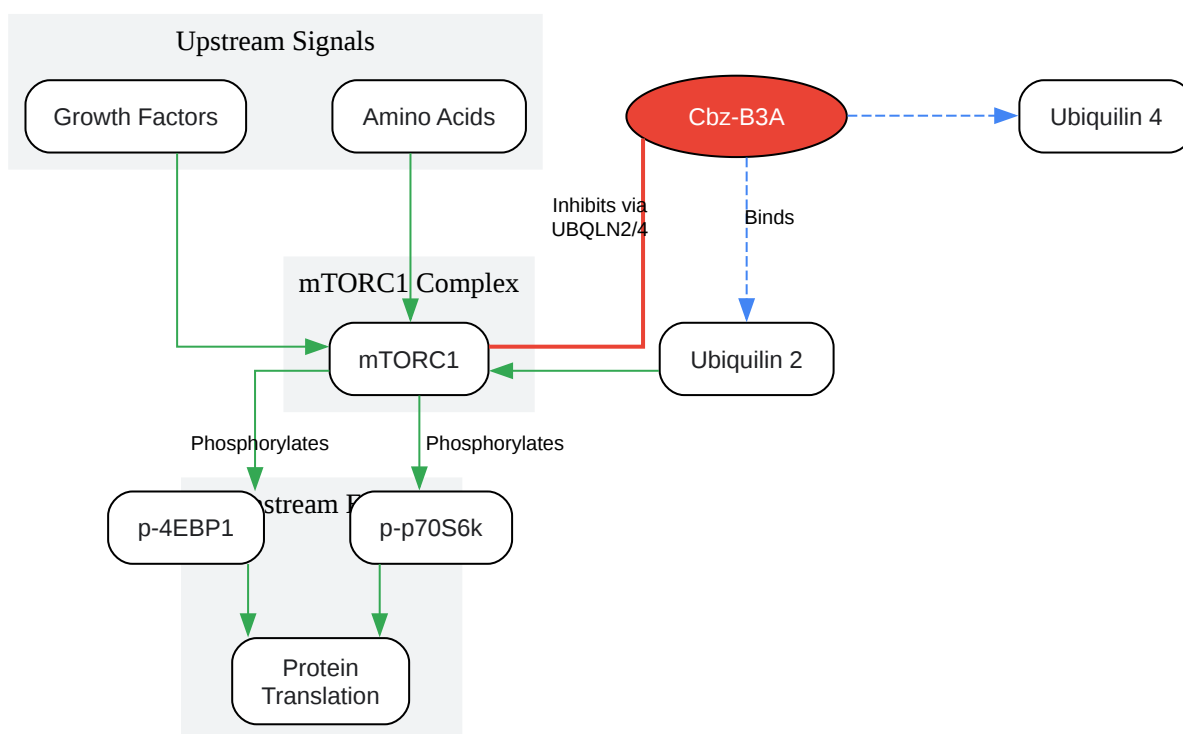 Upstream Signals
Growth Factors
Amino Acids
Cbz-B3A
Ubiquilin 4
Inhibits via
UBQLN2/4
Binds
mTORC1 Complex
mTORC1
Ubiquilin 2
Phosphorylates
Phosphorylates
p-4EBP1
p-p70S6k
Protein
Translation